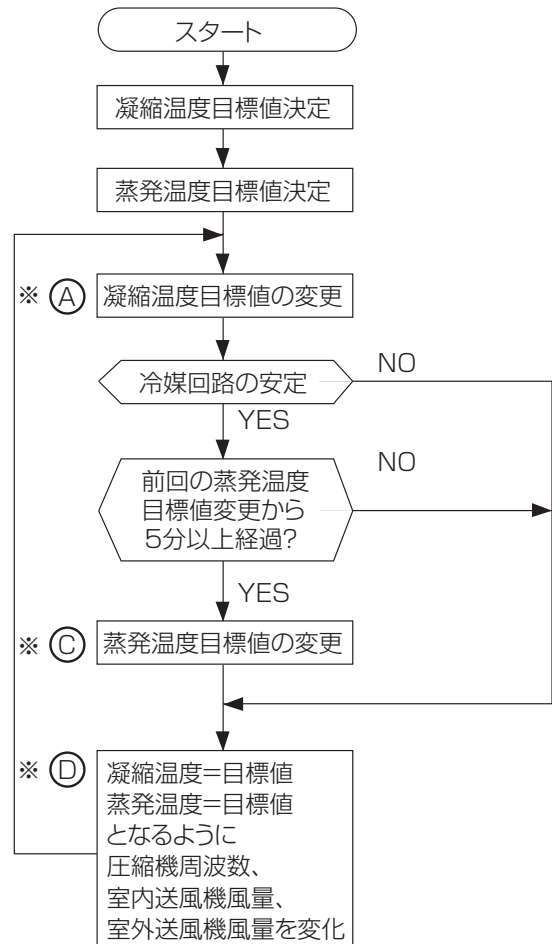 スタート
凝縮温度目標値決定
蒸発温度目標値決定
※ Ⓐ 凝縮温度目標値の変更
冷媒回路の安定
NO
YES
前回の蒸発温度
目標値変更から
5分以上経過?
NO
YES
※ Ⓒ 蒸発温度目標値の変更
※ Ⓓ 凝縮温度=目標値
蒸発温度=目標値
となるように
圧縮機周波数、
室内送風機風量、
室外送風機風量を変化